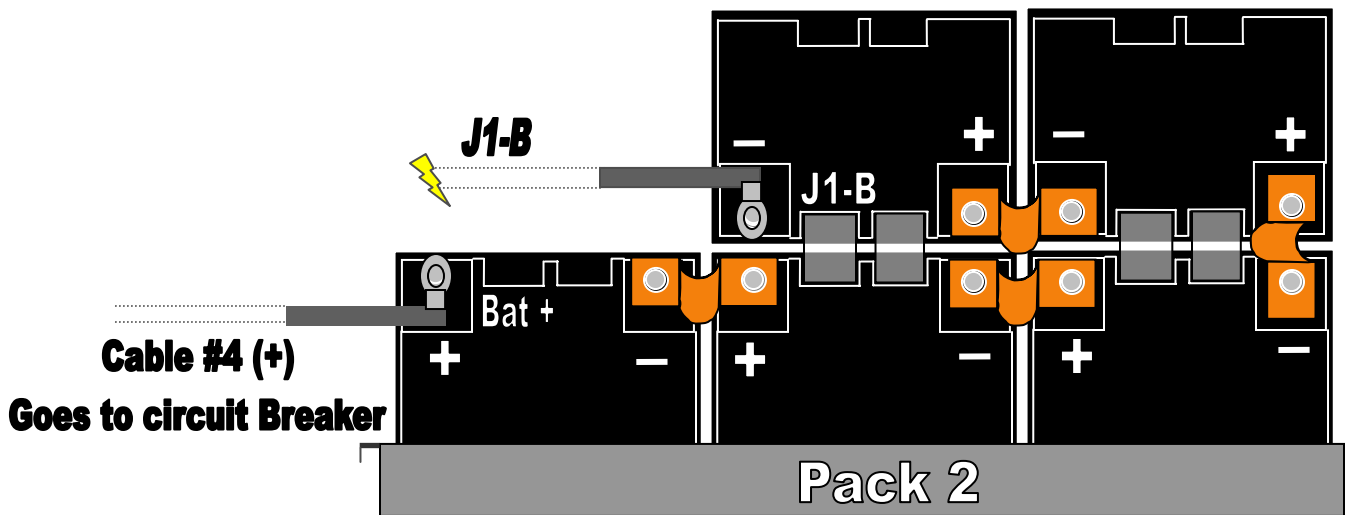 J1-B
− + − +
J1-B
Bat +
+ − + − + −
Cable #4 (+)
Goes to circuit Breaker
Pack 2